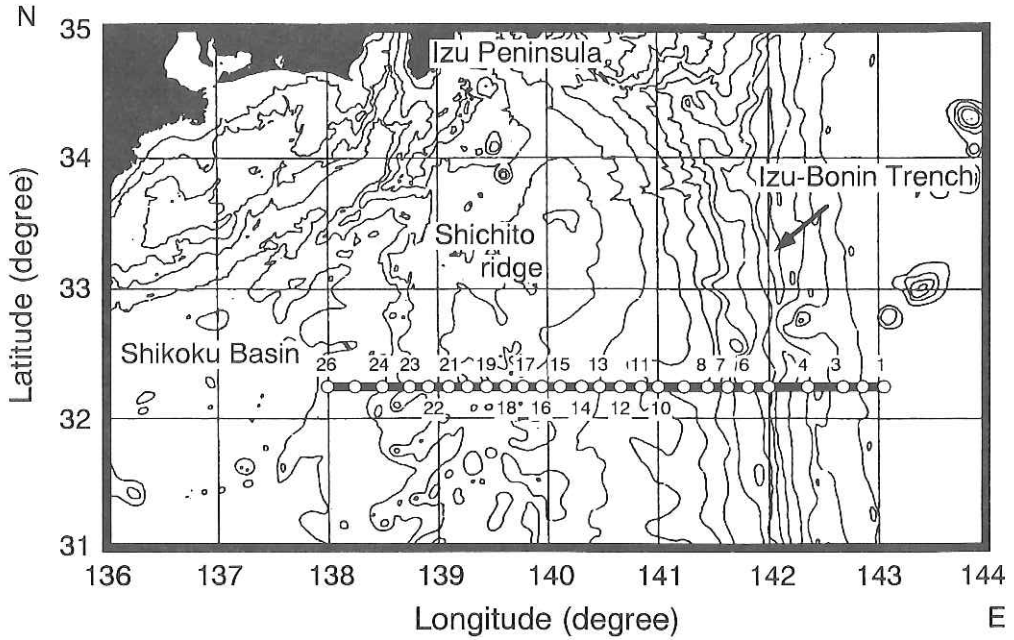 N
35
34
33
32
31
Latitude (degree)
Izu Peninsula
Izu-Bonin Trench
Shichito
ridge
Shikoku Basin
26 24 23 21 19 17 15 13 11 8 7 6 4 3 1
22 18 16 14 12 10
136 137 138 139 140 141 142 143 144
Longitude (degree)
E